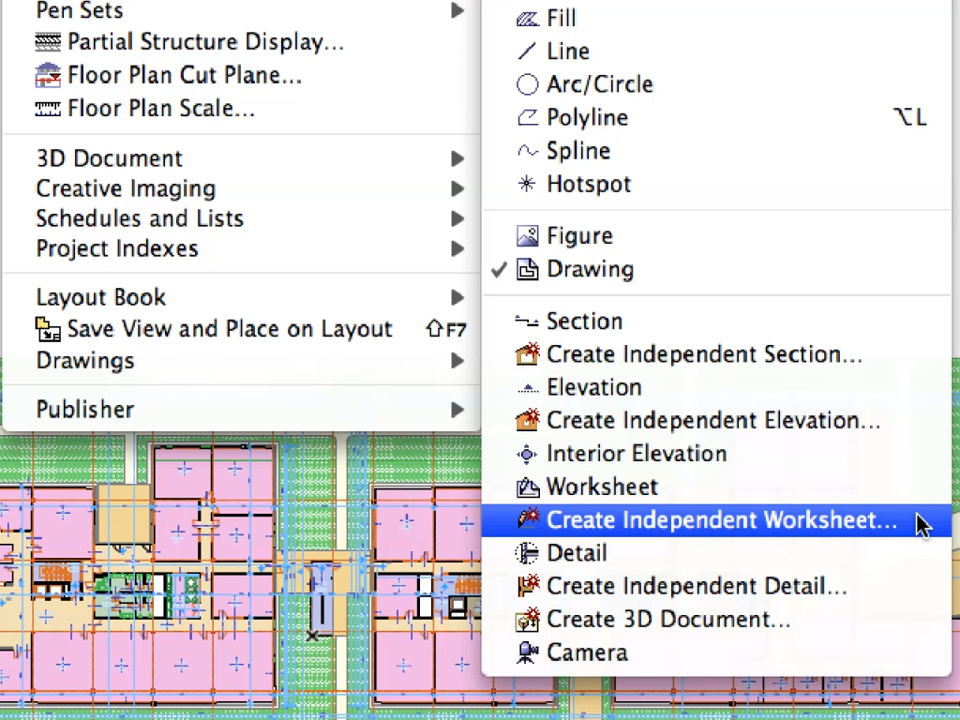 Pen Sets
Partial Structure Display...
Floor Plan Cut Plane...
Floor Plan Scale...
3D Document
Creative Imaging
Schedules and Lists
Project Indexes
Layout Book
Save View and Place on Layout ⇧F7
Drawings
Publisher
Fill
Line
Arc/Circle
Polyline ⌥L
Spline
Hotspot
Figure
✓ Drawing
Section
Create Independent Section...
Elevation
Create Independent Elevation...
Interior Elevation
Worksheet
Create Independent Worksheet...
Detail
Create Independent Detail...
Create 3D Document...
Camera